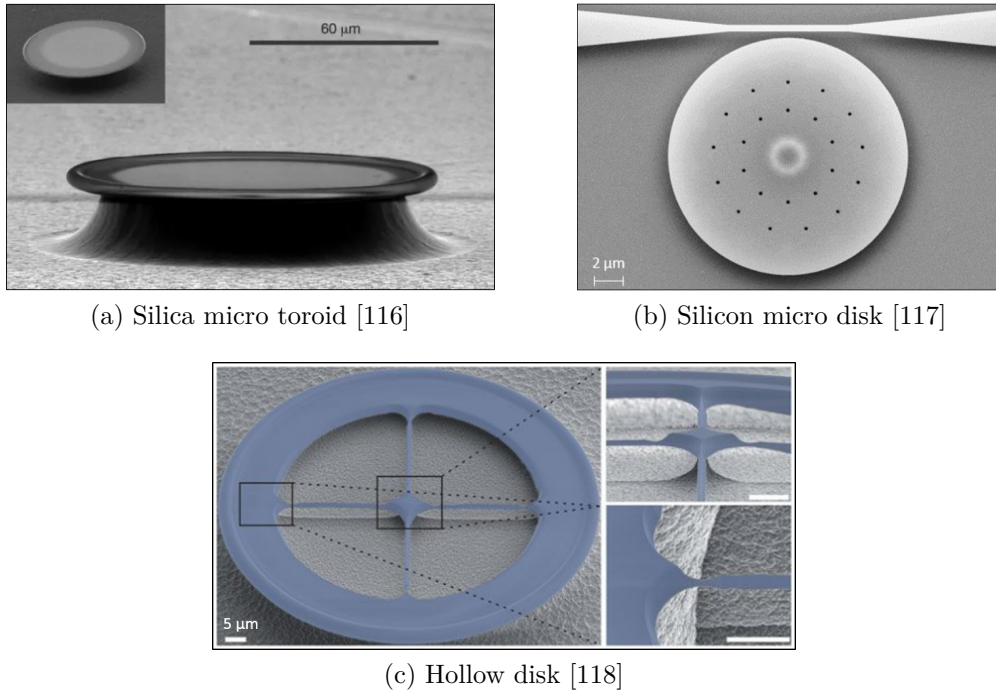 60 μm
2 μm
(a) Silica micro toroid [116]
(b) Silicon micro disk [117]
5 μm
(c) Hollow disk [118]